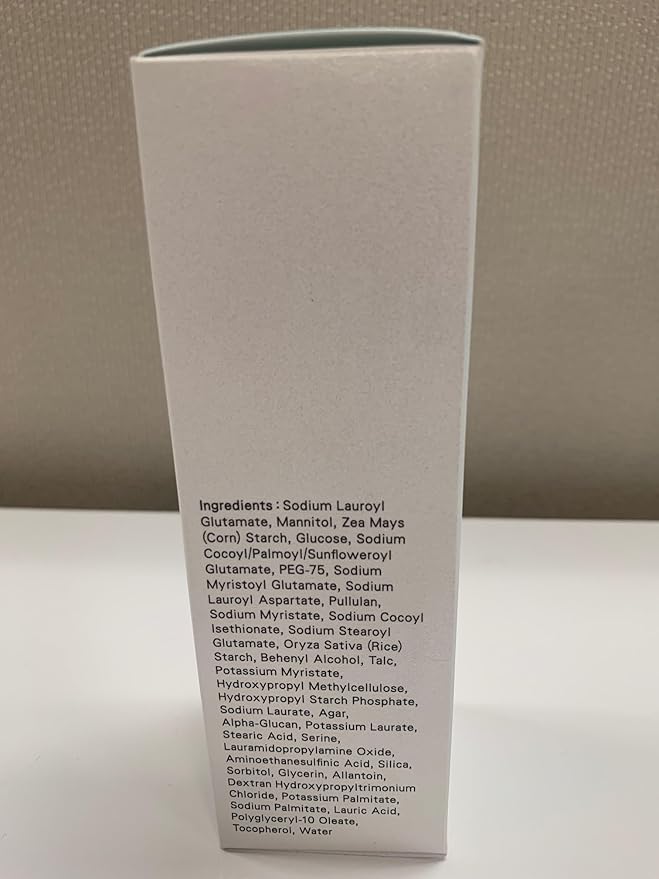 Ingredients : Sodium Lauroyl
Glutamate, Mannitol, Zea Mays
(Corn) Starch, Glucose, Sodium
Cocoyl/Palmoyl/Sunfloweroyl
Glutamate, PEG-75, Sodium
Myristoyl Glutamate, Sodium
Lauroyl Aspartate, Pullulan,
Sodium Myristate, Sodium Cocoyl
Isethionate, Sodium Stearoyl
Glutamate, Oryza Sativa (Rice)
Starch, Behenyl Alcohol, Talc,
Potassium Myristate,
Hydroxypropyl Methylcellulose,
Hydroxypropyl Starch Phosphate,
Sodium Laurate, Agar,
Alpha-Glucan, Potassium Laurate,
Stearic Acid, Serine,
Lauramidopropylamine Oxide,
Aminoethanesulfinic Acid, Silica,
Sorbitol, Glycerin, Allantoin,
Dextran Hydroxypropyltrimonium
Chloride, Potassium Palmitate,
Sodium Palmitate, Lauric Acid,
Polyglyceryl-10 Oleate,
Tocopherol, Water